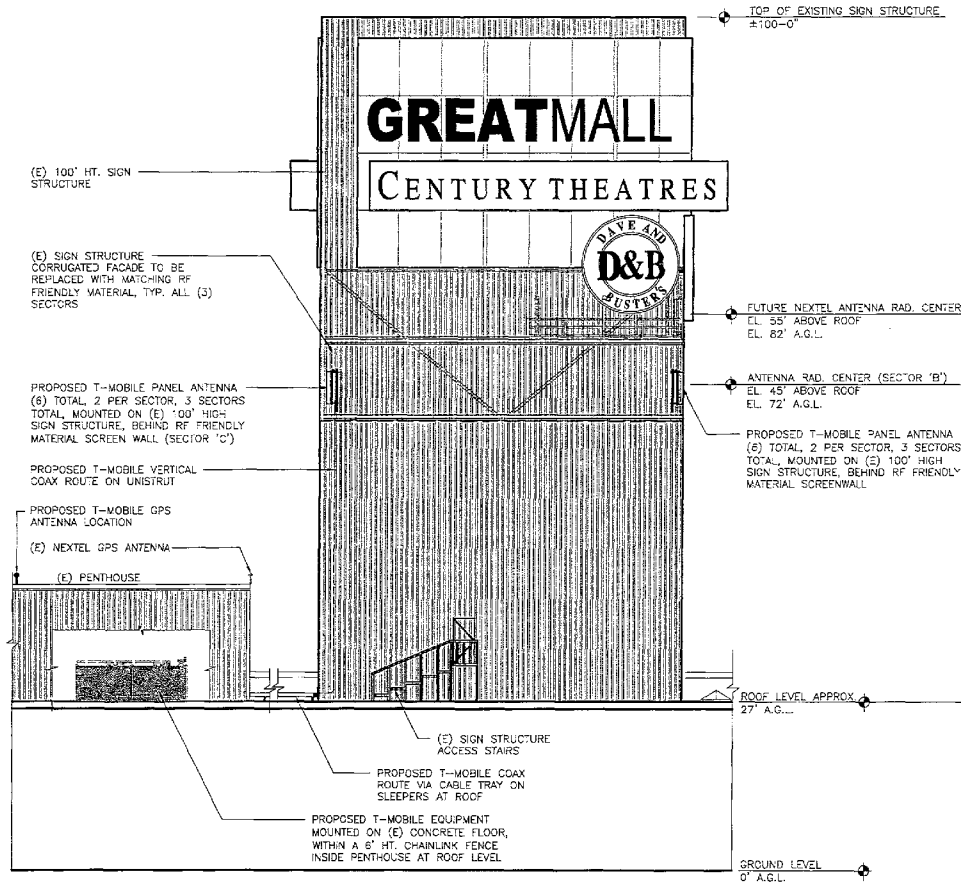 TOP OF EXISTING SIGN STRUCTURE
±100-0"
GREATMALL
CENTURY THEATRES
DAVE AND
D&B
BUSTER'S
(E) 100' HT. SIGN
STRUCTURE
(E) SIGN STRUCTURE
CORRUGATED FACADE TO BE
REPLACED WITH MATCHING RF
FRIENDLY MATERIAL, TYP. ALL (3)
SECTORS
FUTURE NEXTEL ANTENNA RAD. CENTER
EL. 55' ABOVE ROOF
EL. 82' A.G.L.
PROPOSED T-MOBILE PANEL ANTENNA
(6) TOTAL, 2 PER SECTOR, 3 SECTORS
TOTAL, MOUNTED ON (E) 100' HIGH
SIGN STRUCTURE, BEHIND RF FRIENDLY
MATERIAL SCREEN WALL (SECTOR 'C')
ANTENNA RAD. CENTER (SECTOR 'B')
EL. 45' ABOVE ROOF
EL. 72' A.G.L.
PROPOSED T-MOBILE PANEL ANTENNA
(6) TOTAL, 2 PER SECTOR, 3 SECTORS
TOTAL, MOUNTED ON (E) 100' HIGH
SIGN STRUCTURE, BEHIND RF FRIENDLY
MATERIAL SCREENWALL
PROPOSED T-MOBILE VERTICAL
COAX ROUTE ON UNISTRUT
PROPOSED T-MOBILE GPS
ANTENNA LOCATION
(E) NEXTEL GPS ANTENNA
(E) PENTHOUSE
ROOF LEVEL APPROX.
27' A.G.L.
(E) SIGN STRUCTURE
ACCESS STAIRS
PROPOSED T-MOBILE COAX
ROUTE VIA CABLE TRAY ON
SLEEPERS AT ROOF
PROPOSED T-MOBILE EQUIPMENT
MOUNTED ON (E) CONCRETE FLOOR,
WITHIN A 6' HT. CHAINLINK FENCE
INSIDE PENTHOUSE AT ROOF LEVEL
GROUND LEVEL
0' A.G.L.